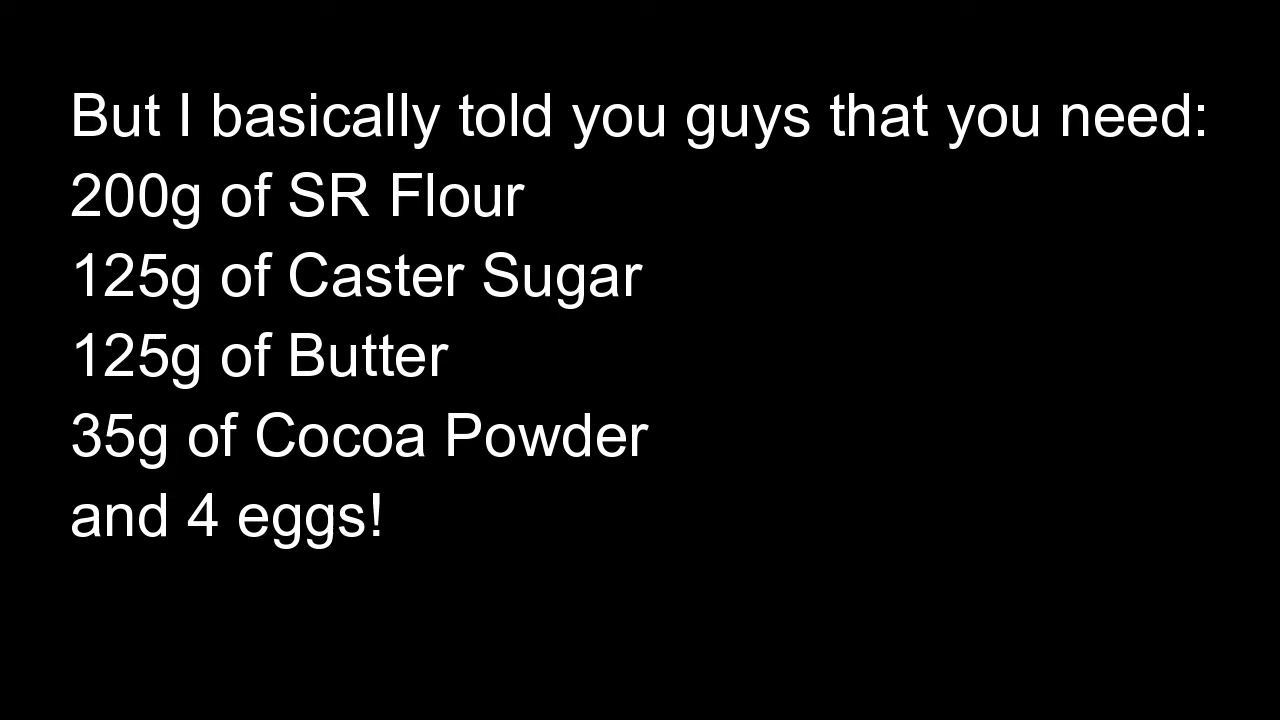 But I basically told you guys that you need:
200g of SR Flour
125g of Caster Sugar
125g of Butter
35g of Cocoa Powder
and 4 eggs!